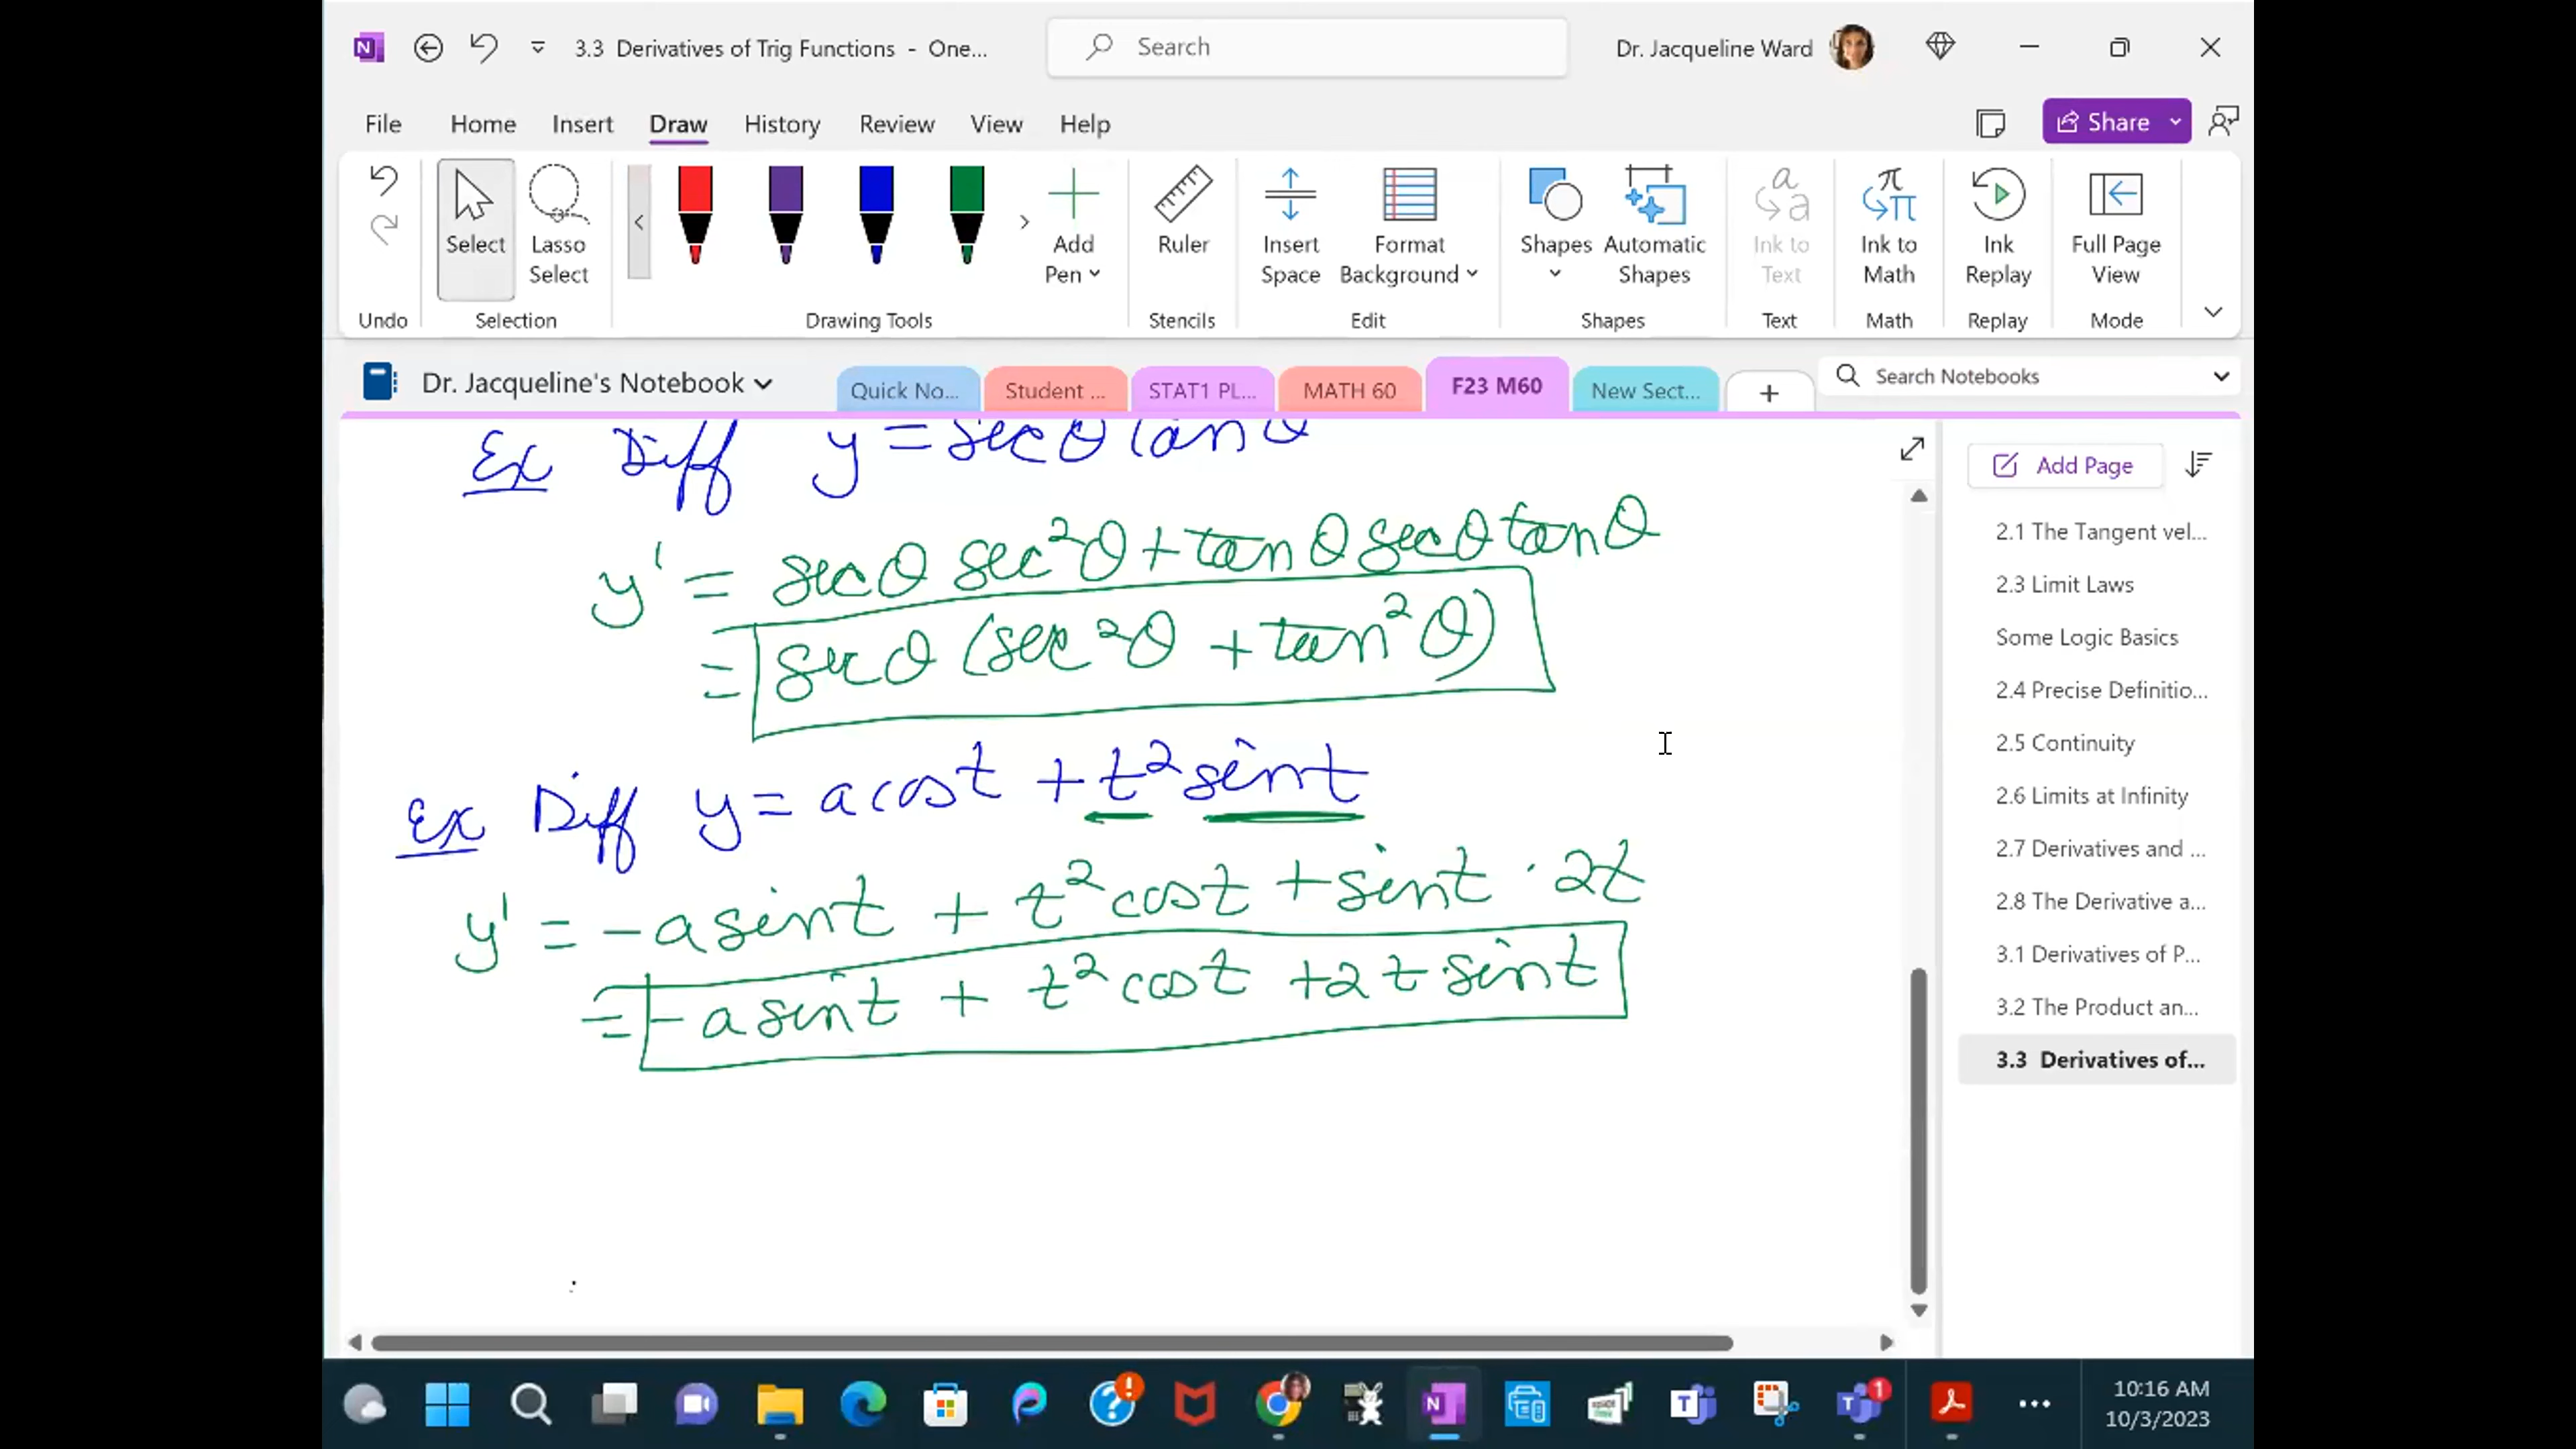 3.3 Derivatives of Trig Functions - One...
Search
Dr. Jacqueline Ward
File Home Insert Draw History Review View Help
Share
Select
Lasso Select
Add Pen
Ruler
Insert Space
Format Background
Shapes
Automatic Shapes
Ink to Text
Ink to Math
Ink Replay
Full Page View
Undo Selection Drawing Tools Stencils Edit Shapes Text Math Replay Mode
Dr. Jacqueline's Notebook
Quick No...
Student ...
STAT1 PL...
MATH 60
F23 M60
New Sect...
+
Search Notebooks
Ex Diff y = secθ tanθ
y' = secθ sec²θ + tanθ secθ tanθ
= secθ (sec²θ + tan²θ)
Ex Diff y = a cost + t² sint
y' = -a sint + t² cost + sint · 2t
= - a sint + t² cost + 2t·sint
Add Page
2.1 The Tangent vel...
2.3 Limit Laws
Some Logic Basics
2.4 Precise Definitio...
2.5 Continuity
2.6 Limits at Infinity
2.7 Derivatives and ...
2.8 The Derivative a...
3.1 Derivatives of P...
3.2 The Product an...
3.3 Derivatives of...
10:16 AM
10/3/2023